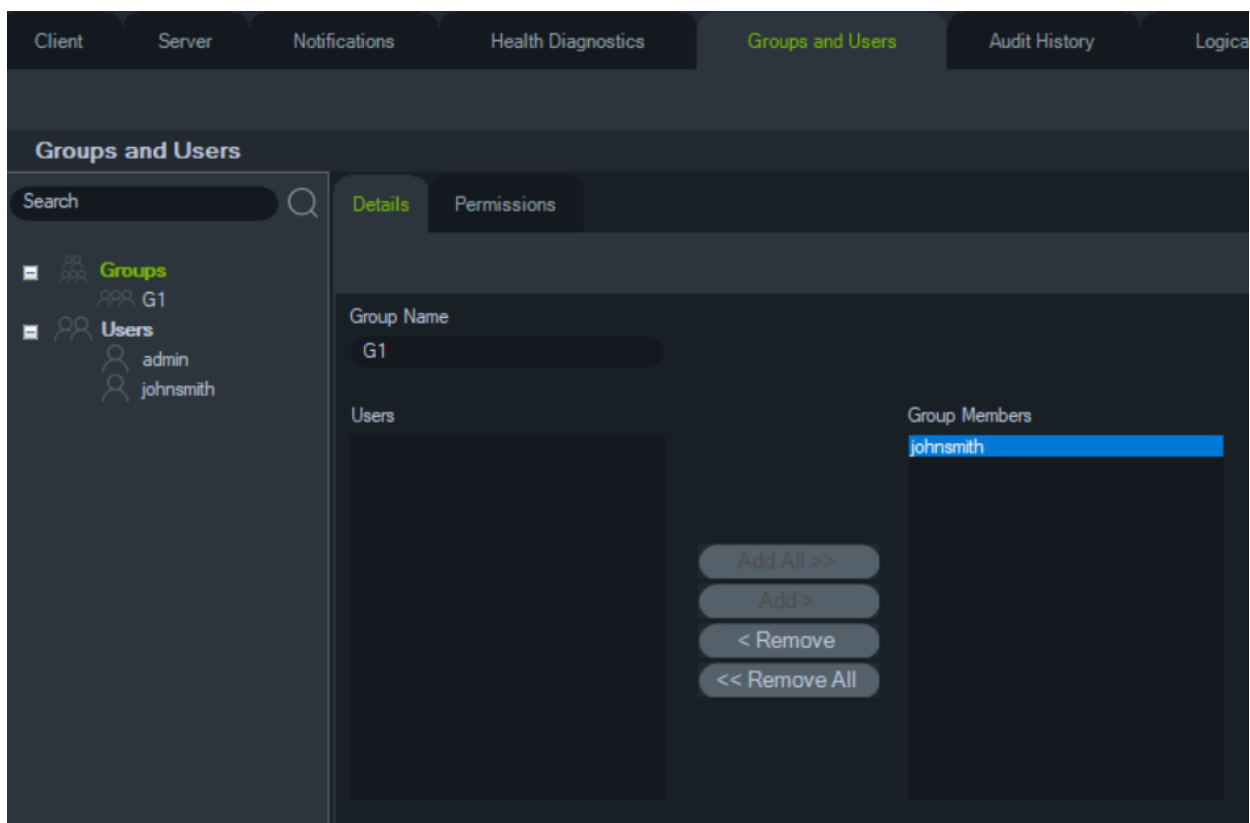 Client Server Notifications Health Diagnostics Groups and Users Audit History Logica
Groups and Users
Search
Details Permissions
Groups
G1
Users
admin
johnsmith
Group Name
G1
Users
Group Members
johnsmith
Add All >>
Add >
< Remove
<< Remove All